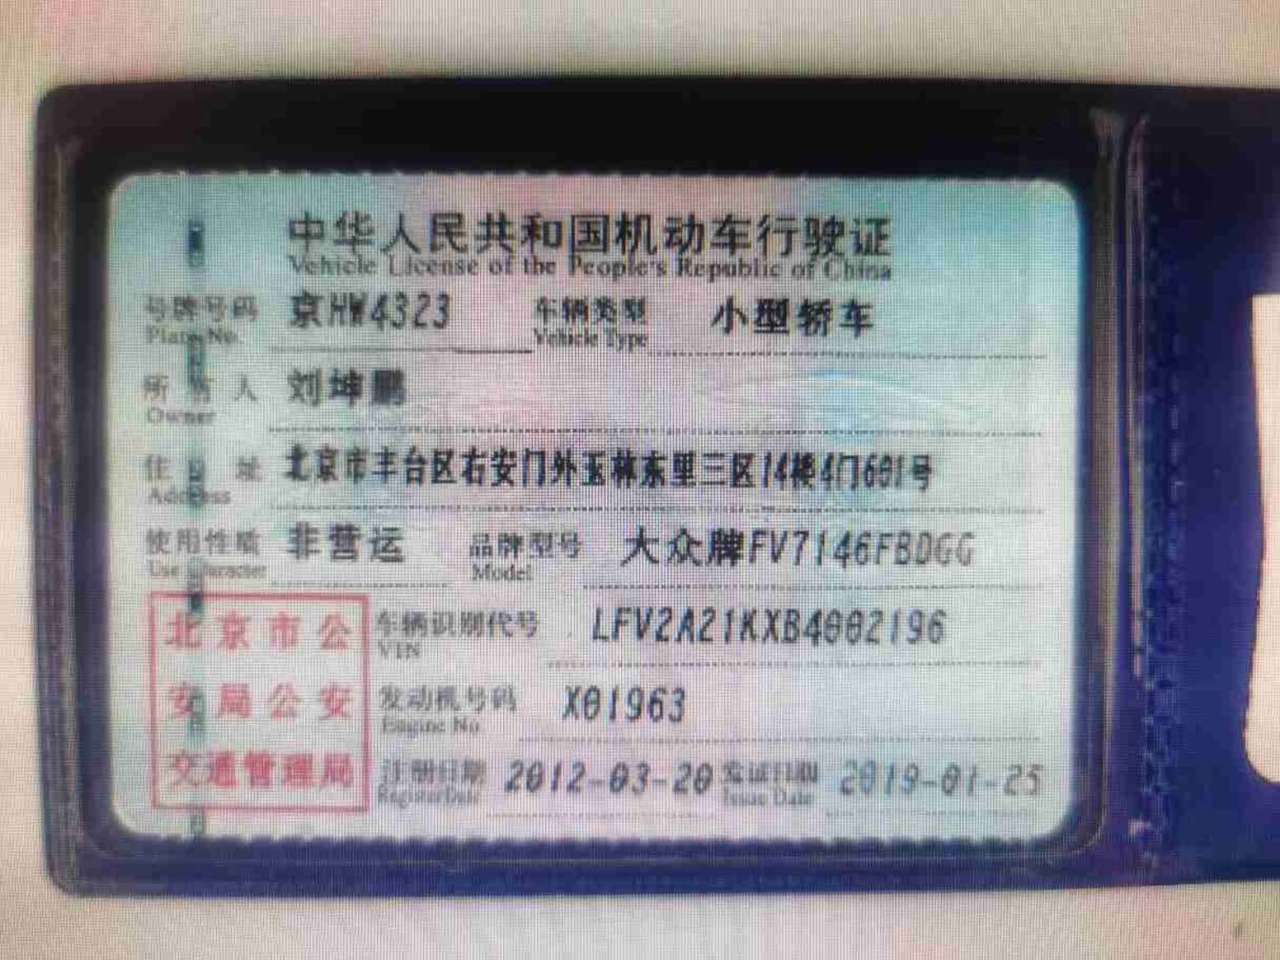 中华人民共和国机动车行驶证
Vehicle License of the People's Republic of China
号牌号码 京HW4323 车辆类型 小型轿车
Plate No. Vehicle Type
所有人 刘坤鹏
Owner
住址 北京市丰台区右安门外玉林东里三区14楼4门601号
Address
使用性质 非营运 品牌型号 大众牌FV7146FBDGG
Use Character Model
北京市公 车辆识别代号 LFV2A21KXB4002196
VIN
安局公安 发动机号码 X01963
Engine No.
交通管理局 注册日期 2012-03-20 发证日期 2019-01-25
Register Date Issue Date